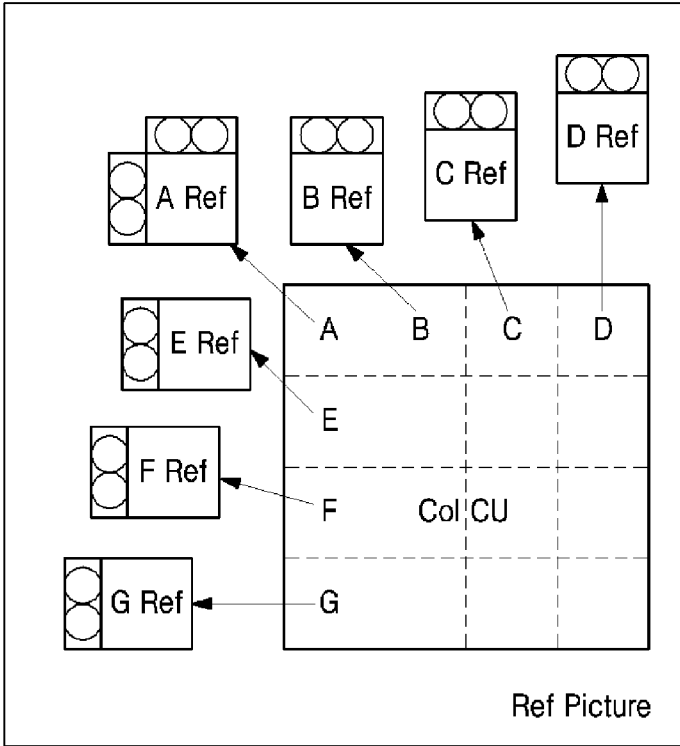 D Ref
C Ref
A Ref
B Ref
A
B
C
D
E Ref
E
F Ref
F
Col CU
G Ref
G
Ref Picture